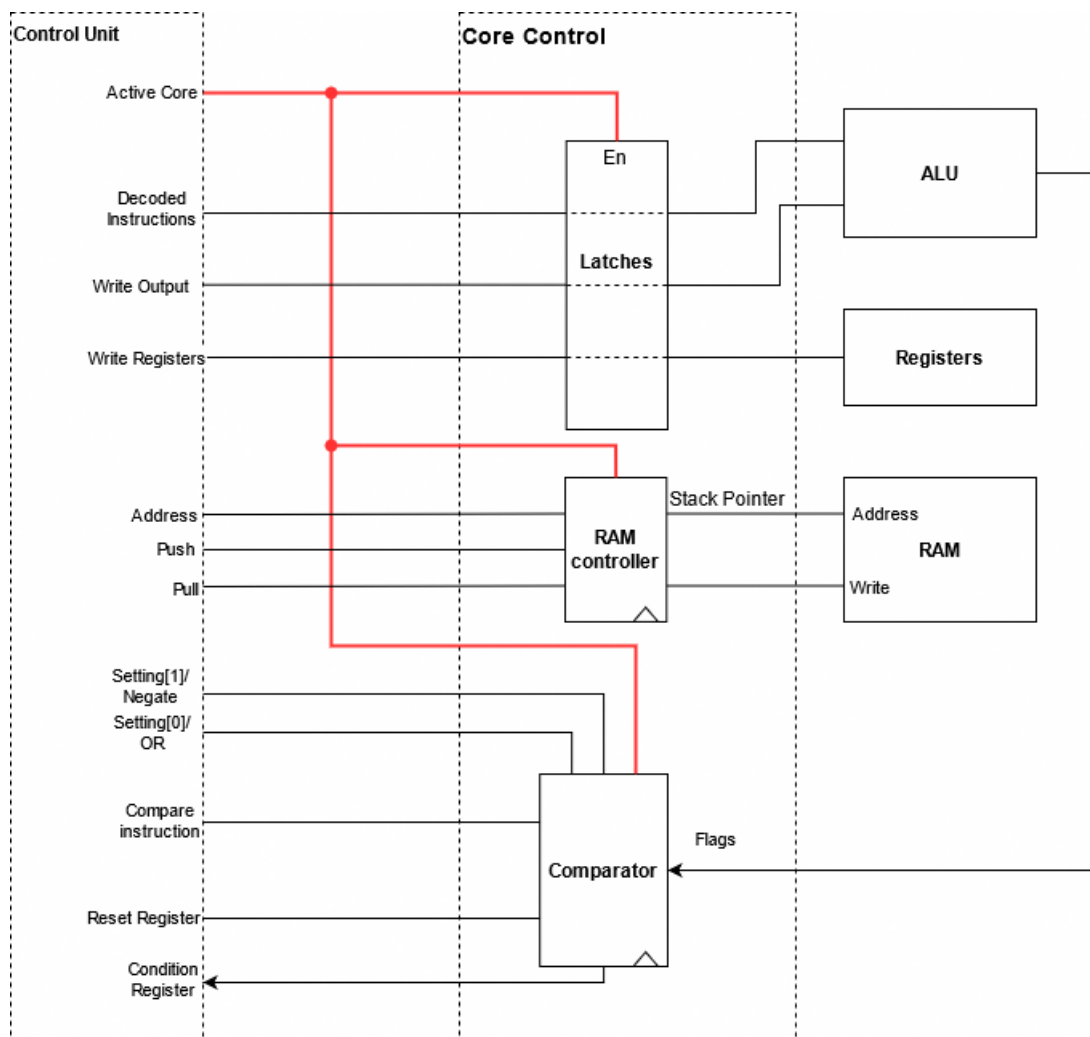 Control Unit
Core Control
Active Core
En
ALU
Decoded
Instructions
Latches
Write Output
Write Registers
Registers
Stack Pointer
Address
RAM
controller
Address
Push
RAM
Pull
Write
Setting[1]/
Negate
Setting[0]/
OR
Compare
instruction
Flags
Comparator
Reset Register
Condition
Register